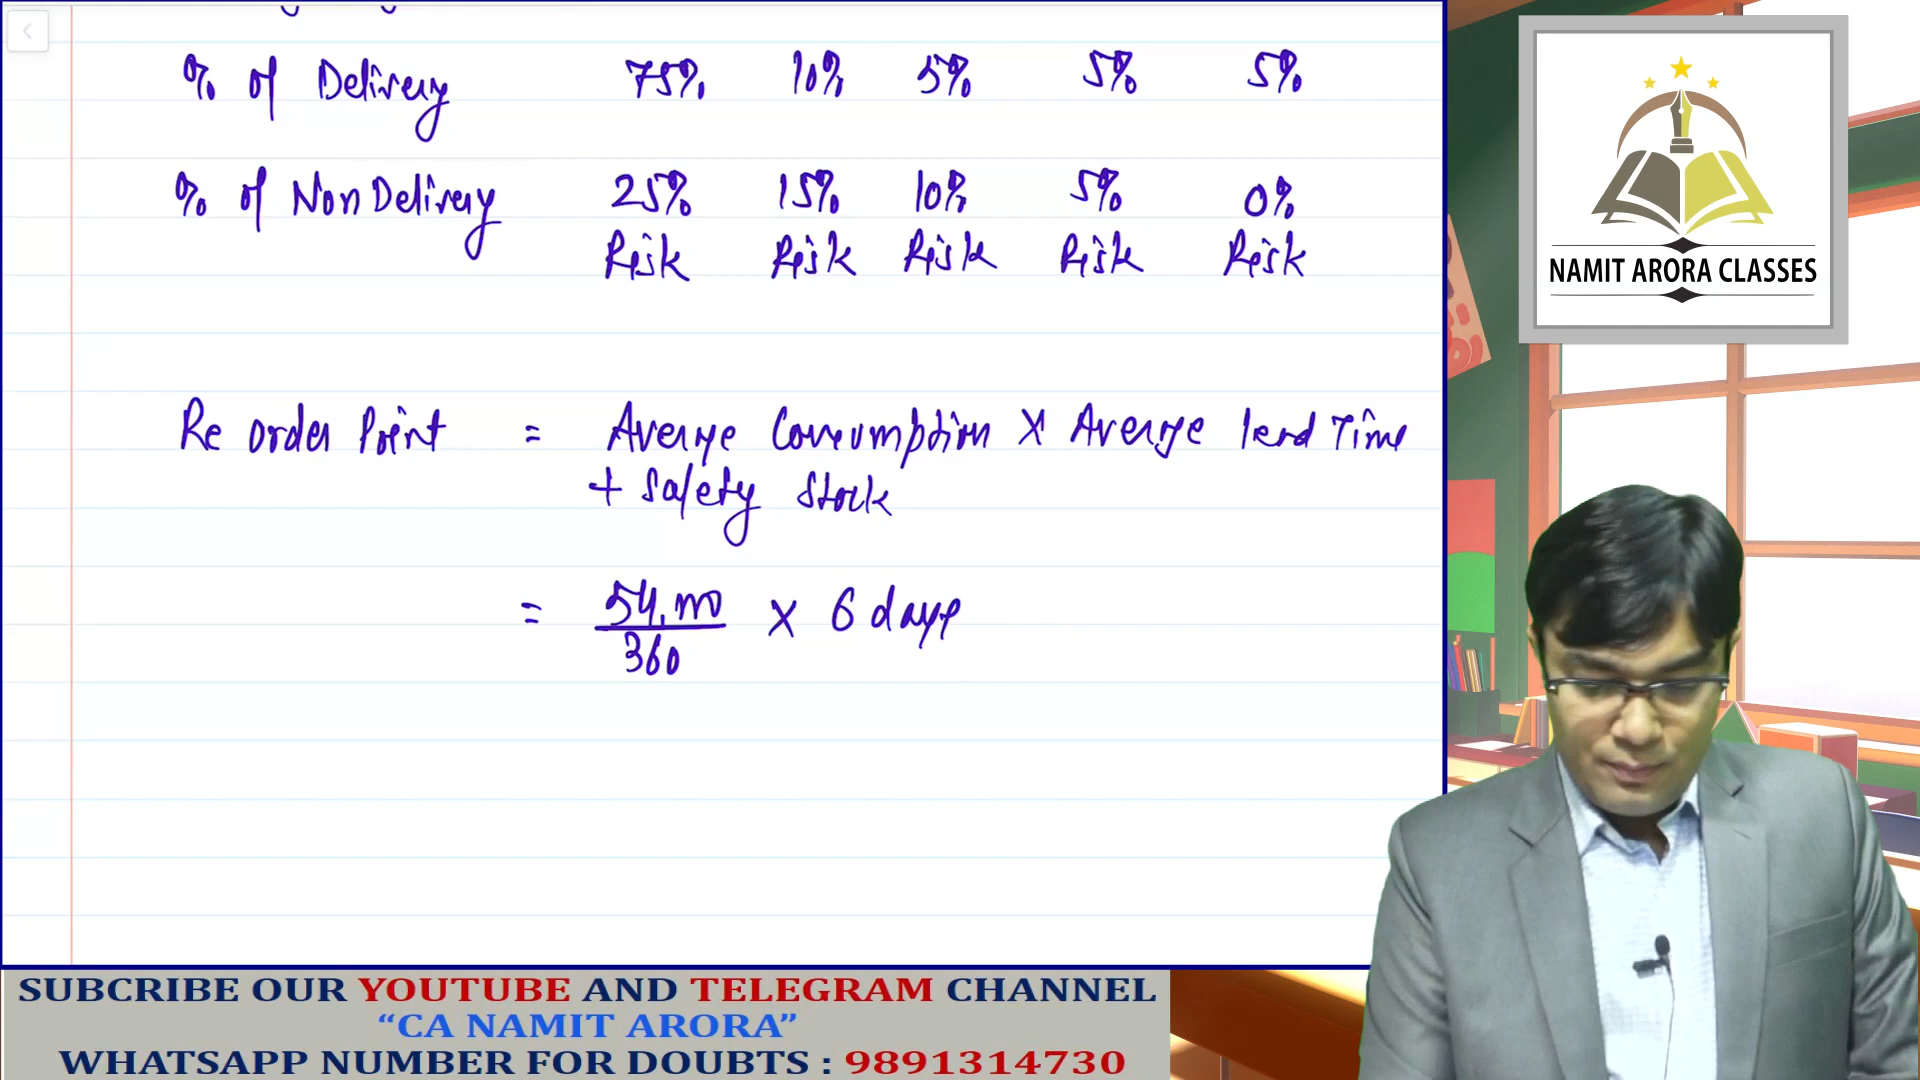 % of Delivery 75% 10% 5% 5% 5%
% of Non Delivery 25% 15% 10% 5% 0%
Risk Risk Risk Risk Risk
Re order Point = Average Consumption X Average lead Time
+ Safety Stock
= 54,000 / 360 X 6 days
NAMIT ARORA CLASSES
SUBCRIBE OUR YOUTUBE AND TELEGRAM CHANNEL
“CA NAMIT ARORA”
WHATSAPP NUMBER FOR DOUBTS : 9891314730